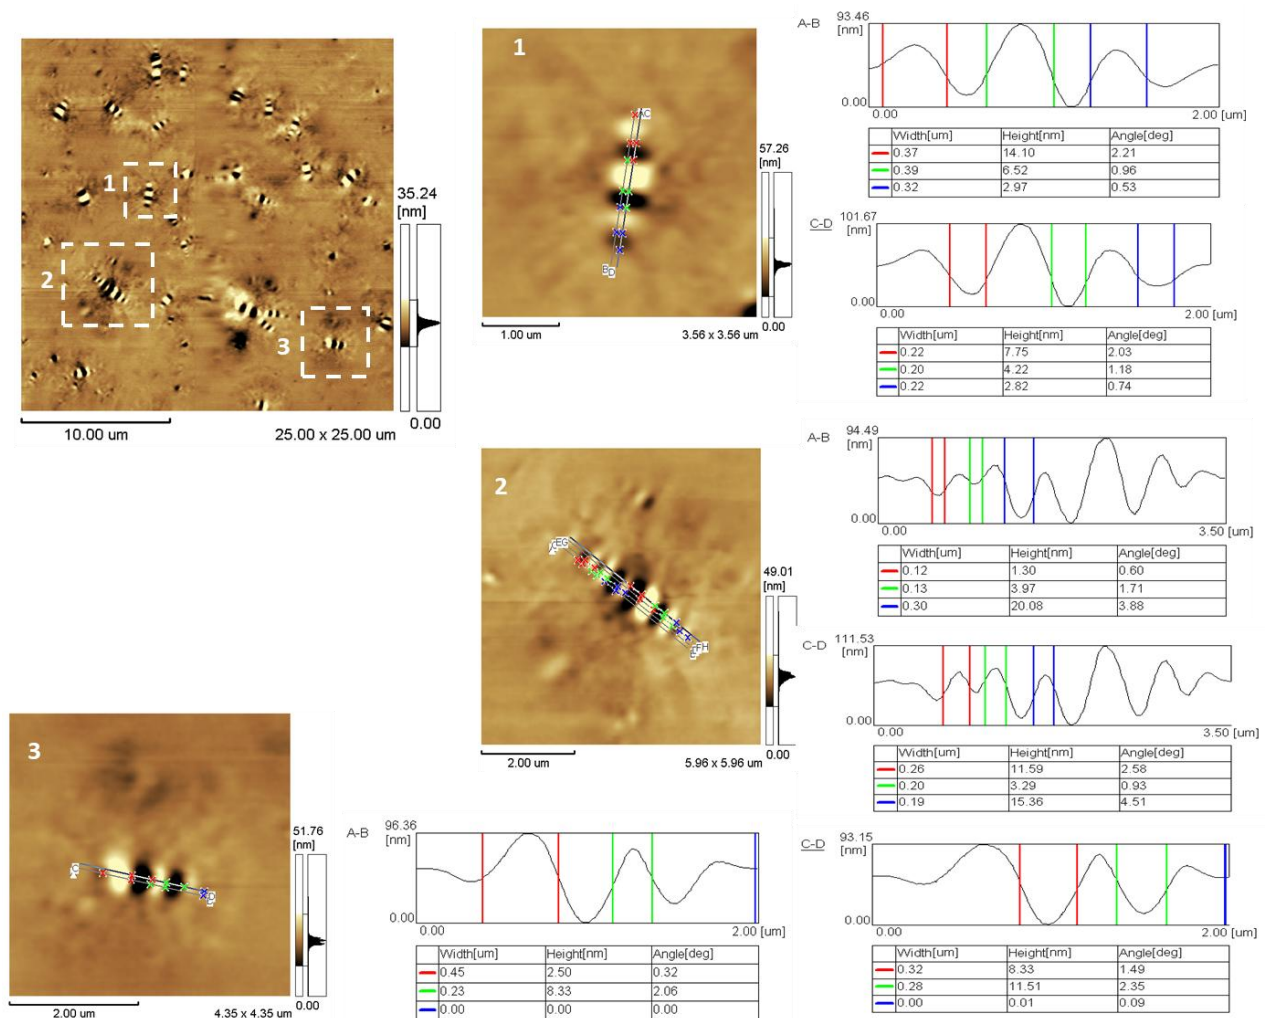 1
2
3
35.24
[nm]
0.00
10.00 um
25.00 x 25.00 um
1
57.26
[nm]
0.00
1.00 um
3.56 x 3.56 um
A-B
93.46
[nm]
0.00
0.00
2.00 [um]
Width[um] Height[nm] Angle[deg]
0.37 14.10 2.21
0.39 6.52 0.96
0.32 2.97 0.53
C-D
101.67
[nm]
0.00
0.00
2.00 [um]
Width[um] Height[nm] Angle[deg]
0.22 7.75 2.03
0.20 4.22 1.18
0.22 2.82 0.74
2
EG
FH
49.01
[nm]
0.00
2.00 um
5.96 x 5.96 um
A-B
94.49
[nm]
0.00
0.00
3.50 [um]
Width[um] Height[nm] Angle[deg]
0.12 1.30 0.60
0.13 3.97 1.71
0.30 20.08 3.88
C-D
111.53
[nm]
0.00
0.00
3.50 [um]
Width[um] Height[nm] Angle[deg]
0.26 11.59 2.58
0.20 3.29 0.93
0.19 15.36 4.51
3
51.76
[nm]
0.00
2.00 um
4.35 x 4.35 um
A-B
96.36
[nm]
0.00
0.00
2.00 [um]
Width[um] Height[nm] Angle[deg]
0.45 2.50 0.32
0.23 8.33 2.06
0.00 0.00 0.00
C-D
93.15
[nm]
0.00
0.00
2.00 [um]
Width[um] Height[nm] Angle[deg]
0.32 8.33 1.49
0.28 11.51 2.35
0.00 0.01 0.09